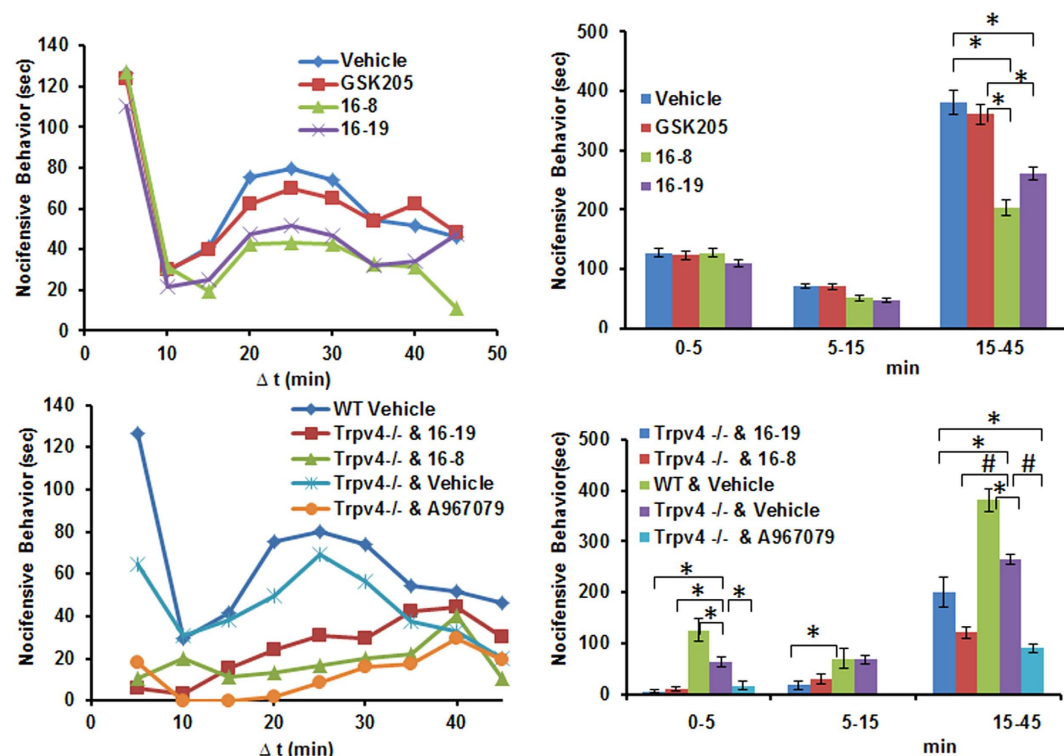 Nocifensive Behavior (sec)
140
120
100
80
60
40
20
0
0
10
20
30
40
50
Δ t (min)
Vehicle
GSK205
16-8
16-19
Nocifensive Behavior (sec)
500
400
300
200
100
0
0-5
5-15
15-45
min
Vehicle
GSK205
16-8
16-19
*
*
*
*
Nocifensive Behavior (sec)
140
120
100
80
60
40
20
0
0
10
20
30
40
Δ t (min)
WT Vehicle
Trpv4-/- & 16-19
Trpv4-/- & 16-8
Trpv4-/- & Vehicle
Trpv4-/- & A967079
Nocifensive Behavior(sec)
500
400
300
200
100
0
0-5
5-15
15-45
min
Trpv4 -/- & 16-19
Trpv4 -/- & 16-8
WT & Vehicle
Trpv4 -/- & Vehicle
Trpv4 -/- & A967079
*
*
* *
*
*
*
# #
*